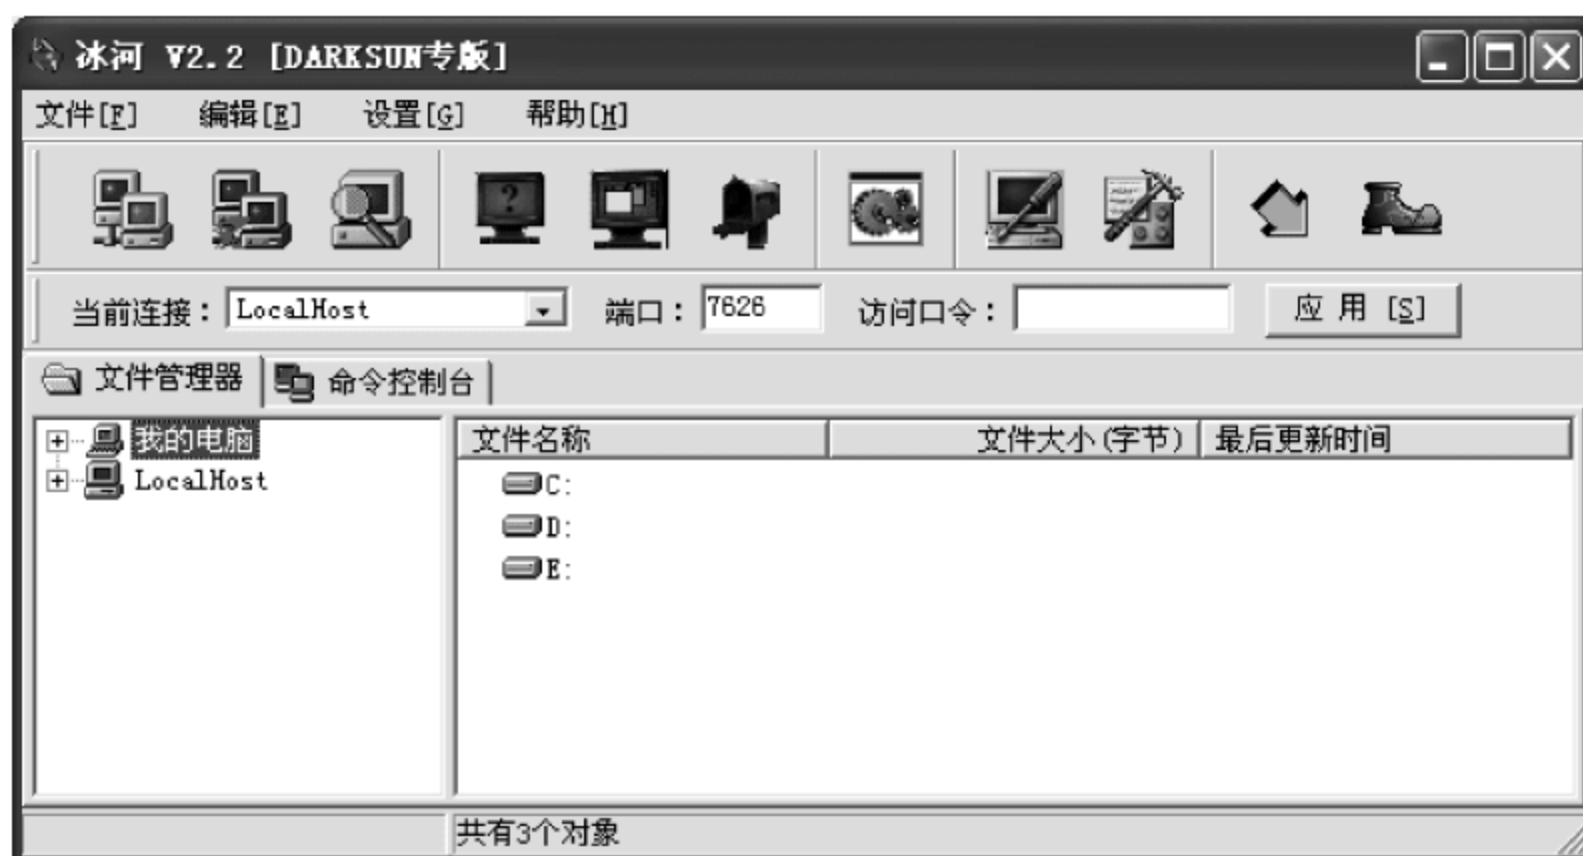 冰河 V2.2 [DARKSUN专版]
文件[F] 编辑[E] 设置[G] 帮助[H]
当前连接： LocalHost 端口： 7626 访问口令： 应 用 [S]
文件管理器 命令控制台
我的电脑
LocalHost
文件名称 文件大小(字节) 最后更新时间
C:
D:
E:
共有3个对象